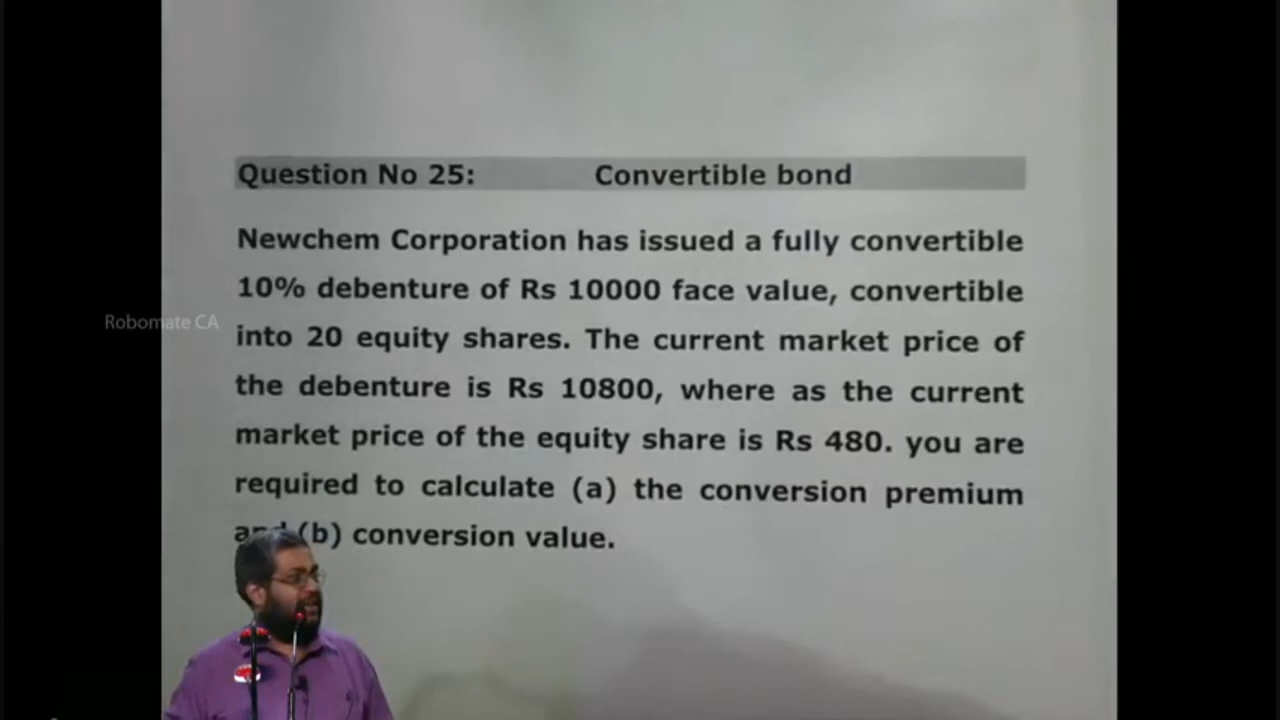 Question No 25: Convertible bond
Newchem Corporation has issued a fully convertible
10% debenture of Rs 10000 face value, convertible
Robomate CA
into 20 equity shares. The current market price of
the debenture is Rs 10800, where as the current
market price of the equity share is Rs 480. you are
required to calculate (a) the conversion premium
(b) conversion value.